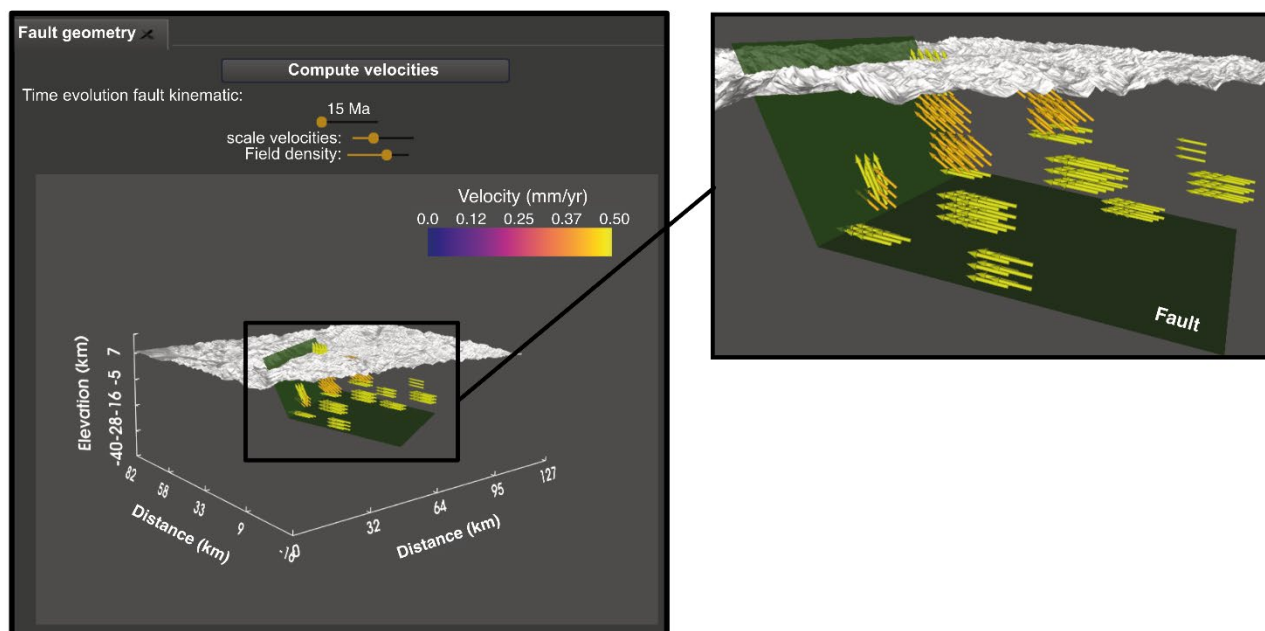 Fault geometry
Compute velocities
Time evolution fault kinematic:
15 Ma
scale velocities:
Field density:
Velocity (mm/yr)
0.0 0.12 0.25 0.37 0.50
Elevation (km)
7
-5
-16
-28
-40
82
58
33
9
-16
Distance (km)
0
32
64
95
127
Distance (km)
Fault